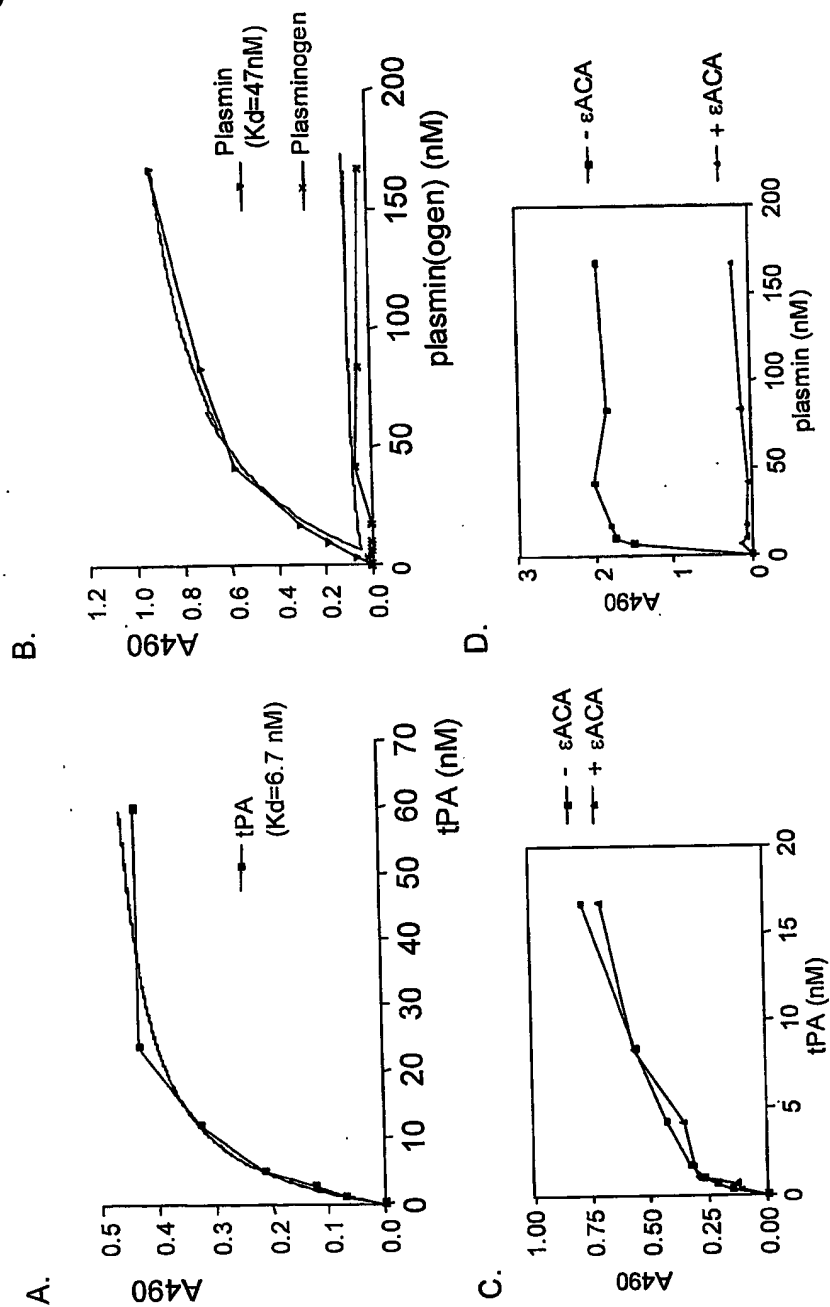 A.
A490
0.5
0.4
0.3
0.2
0.1
0.0
0 10 20 30 40 50 60 70
tPA (nM)
tPA
(Kd=6.7 nM)
B.
A490
1.2
1.0
0.8
0.6
0.4
0.2
0.0
0 50 100 150 200
plasmin(ogen) (nM)
Plasmin
(Kd=47nM)
Plasminogen
C.
A490
1.00
0.75
0.50
0.25
0.00
0 5 10 15 20
tPA (nM)
- εACA
+ εACA
D.
A490
3
2
1
0
0 50 100 150 200
plasmin (nM)
- εACA
+ εACA